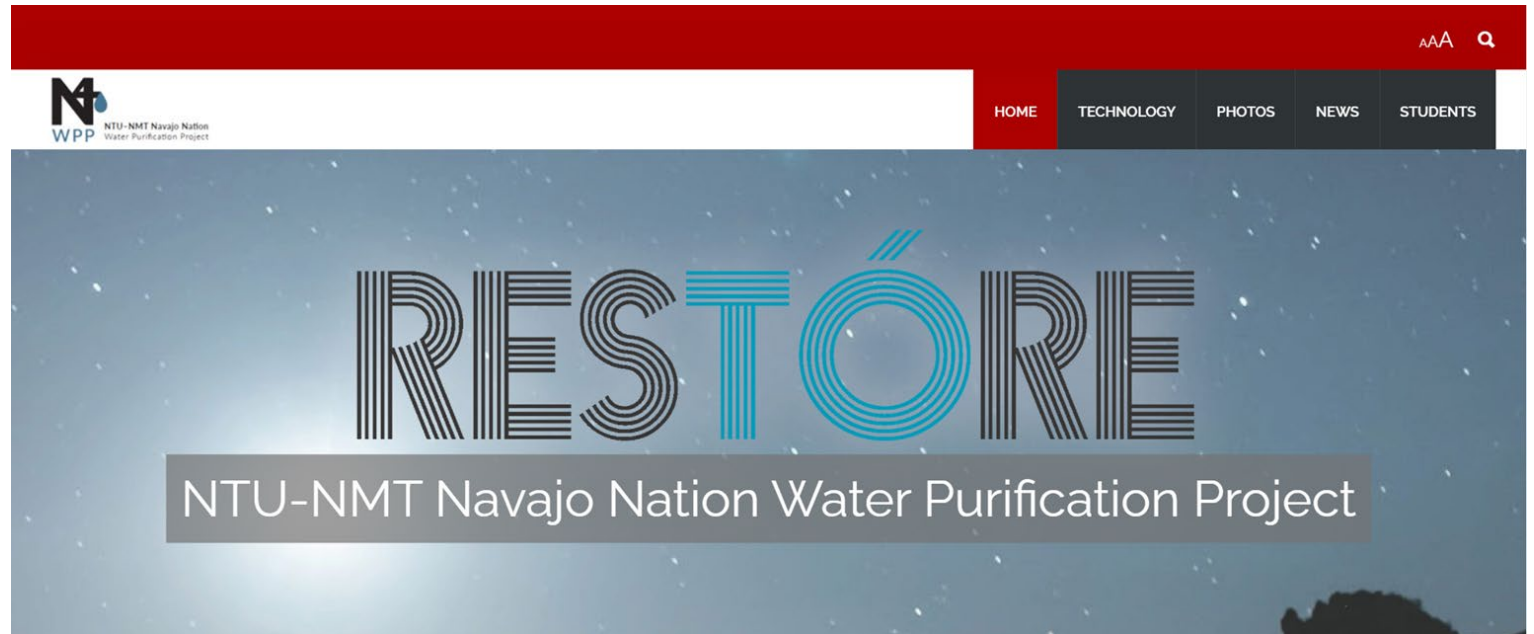 AAA
N4
WPP
NTU-NMT Navajo Nation
Water Purification Project
HOME TECHNOLOGY PHOTOS NEWS STUDENTS
RESTÓRE
NTU-NMT Navajo Nation Water Purification Project